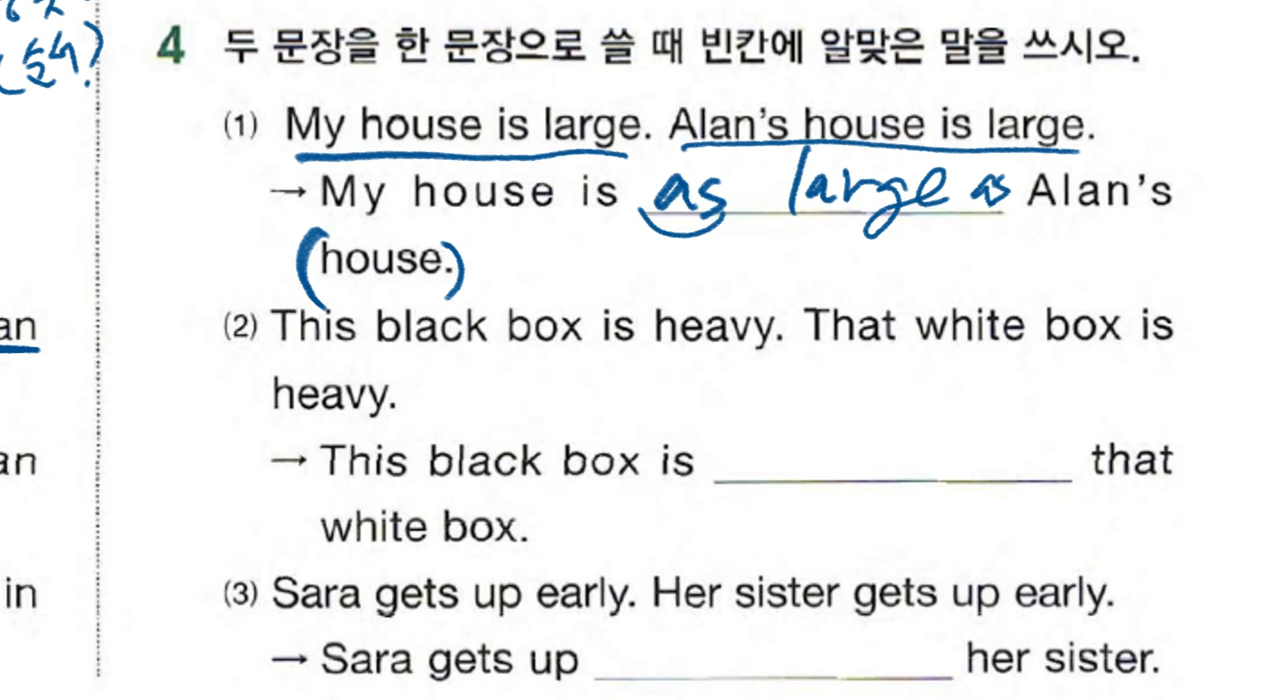 4 두 문장을 한 문장으로 쓸 때 빈칸에 알맞은 말을 쓰시오.
(1) My house is large. Alan's house is large.
→ My house is as large as Alan's
(house.)
(2) This black box is heavy. That white box is
heavy.
→ This black box is ____ that
white box.
(3) Sara gets up early. Her sister gets up early.
→ Sara gets up ____ her sister.
an
an
in